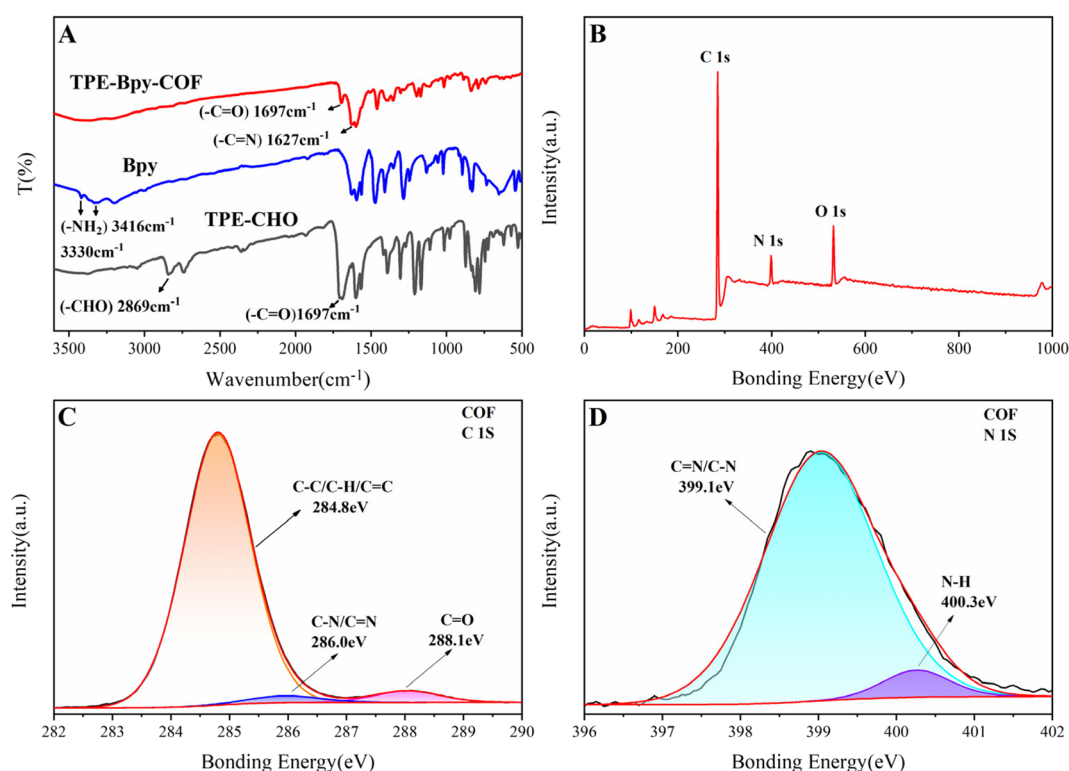 A
TPE-Bpy-COF
(-C=O) 1697cm⁻¹
(-C=N) 1627cm⁻¹
Bpy
(-NH₂) 3416cm⁻¹
3330cm⁻¹
TPE-CHO
(-CHO) 2869cm⁻¹
(-C=O)1697cm⁻¹
T(%)
3500 3000 2500 2000 1500 1000 500
Wavenumber(cm⁻¹)
B
C 1s
N 1s
O 1s
Intensity(a.u.)
0 200 400 600 800 1000
Bonding Energy(eV)
C
COF
C 1S
C-C/C-H/C=C
284.8eV
C-N/C=N
286.0eV
C=O
288.1eV
Intensity(a.u.)
282 283 284 285 286 287 288 289 290
Bonding Energy(eV)
D
COF
N 1S
C=N/C-N
399.1eV
N-H
400.3eV
Intensity(a.u.)
396 397 398 399 400 401 402
Bonding Energy(eV)